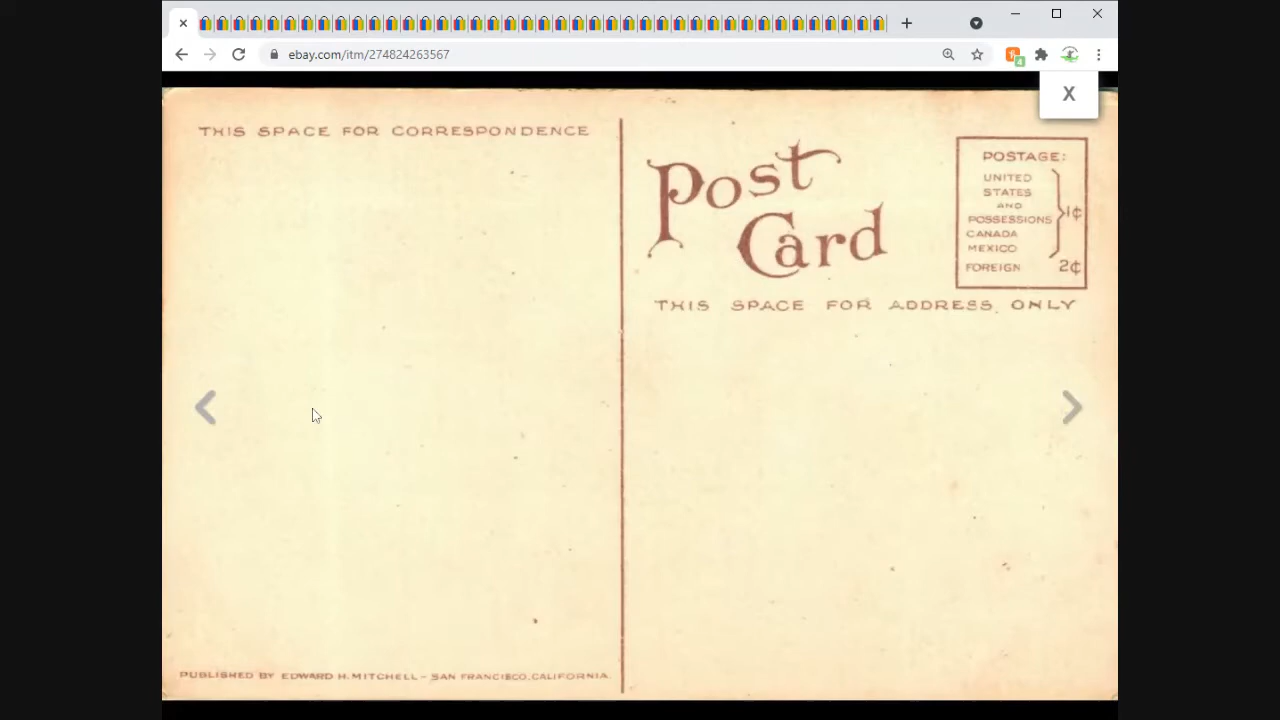 ebay.com/itm/274824263567
4
X
THIS SPACE FOR CORRESPONDENCE
Post
Card
POSTAGE:
UNITED
STATES
AND
POSSESSIONS
CANADA
MEXICO
1¢
FOREIGN 2¢
THIS SPACE FOR ADDRESS ONLY
PUBLISHED BY EDWARD H. MITCHELL – SAN FRANCISCO, CALIFORNIA.